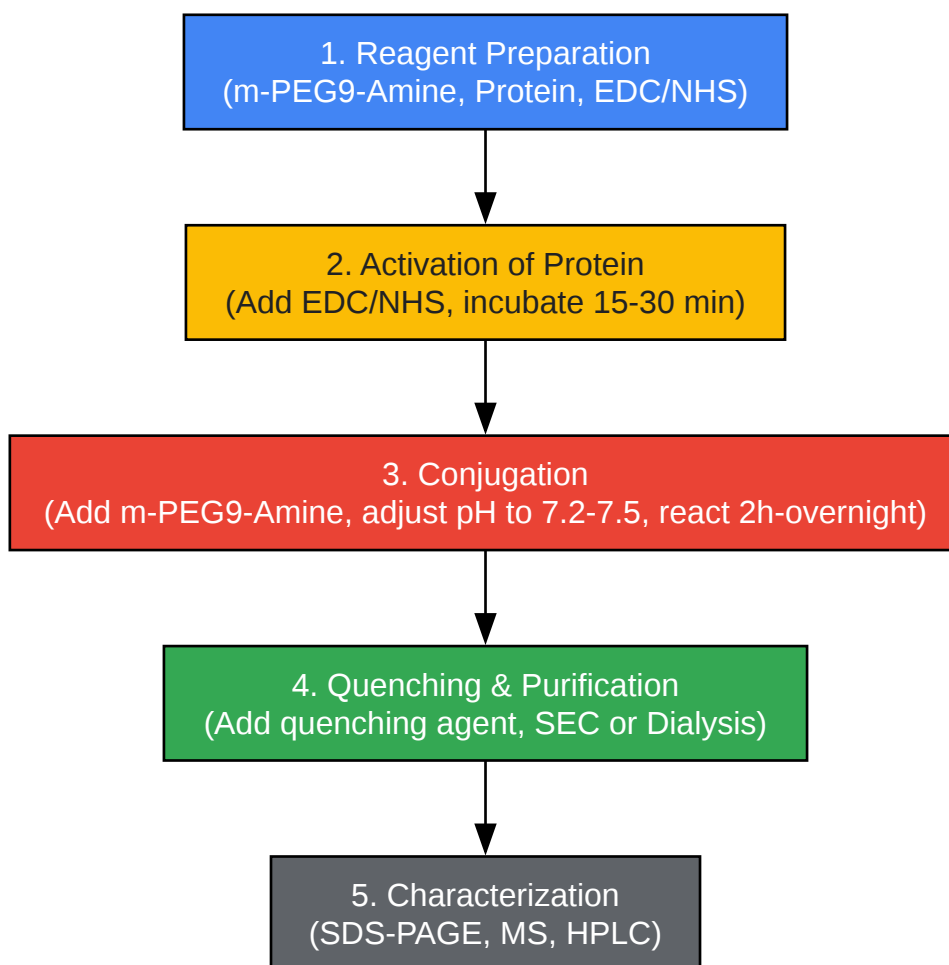 1. Reagent Preparation
(m-PEG9-Amine, Protein, EDC/NHS)
2. Activation of Protein
(Add EDC/NHS, incubate 15-30 min)
3. Conjugation
(Add m-PEG9-Amine, adjust pH to 7.2-7.5, react 2h-overnight)
4. Quenching & Purification
(Add quenching agent, SEC or Dialysis)
5. Characterization
(SDS-PAGE, MS, HPLC)